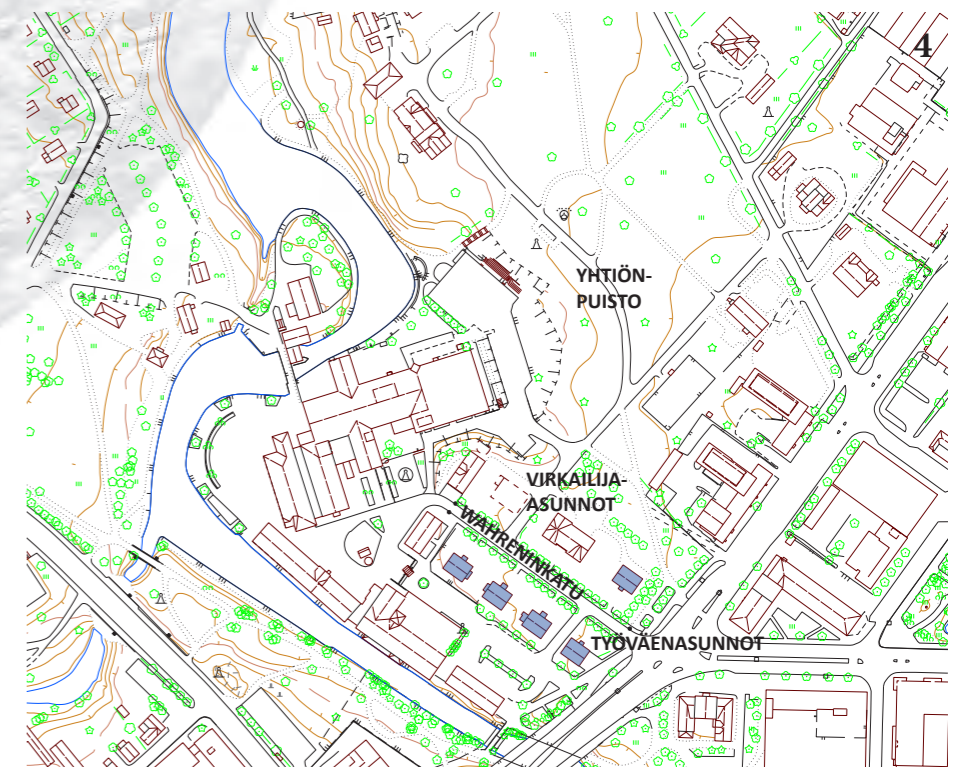 4
YHTIÖN-
PUISTO
VIRKAILIJA-
ASUNNOT
WAHRENINKATU
TYÖVÄENASUNNOT